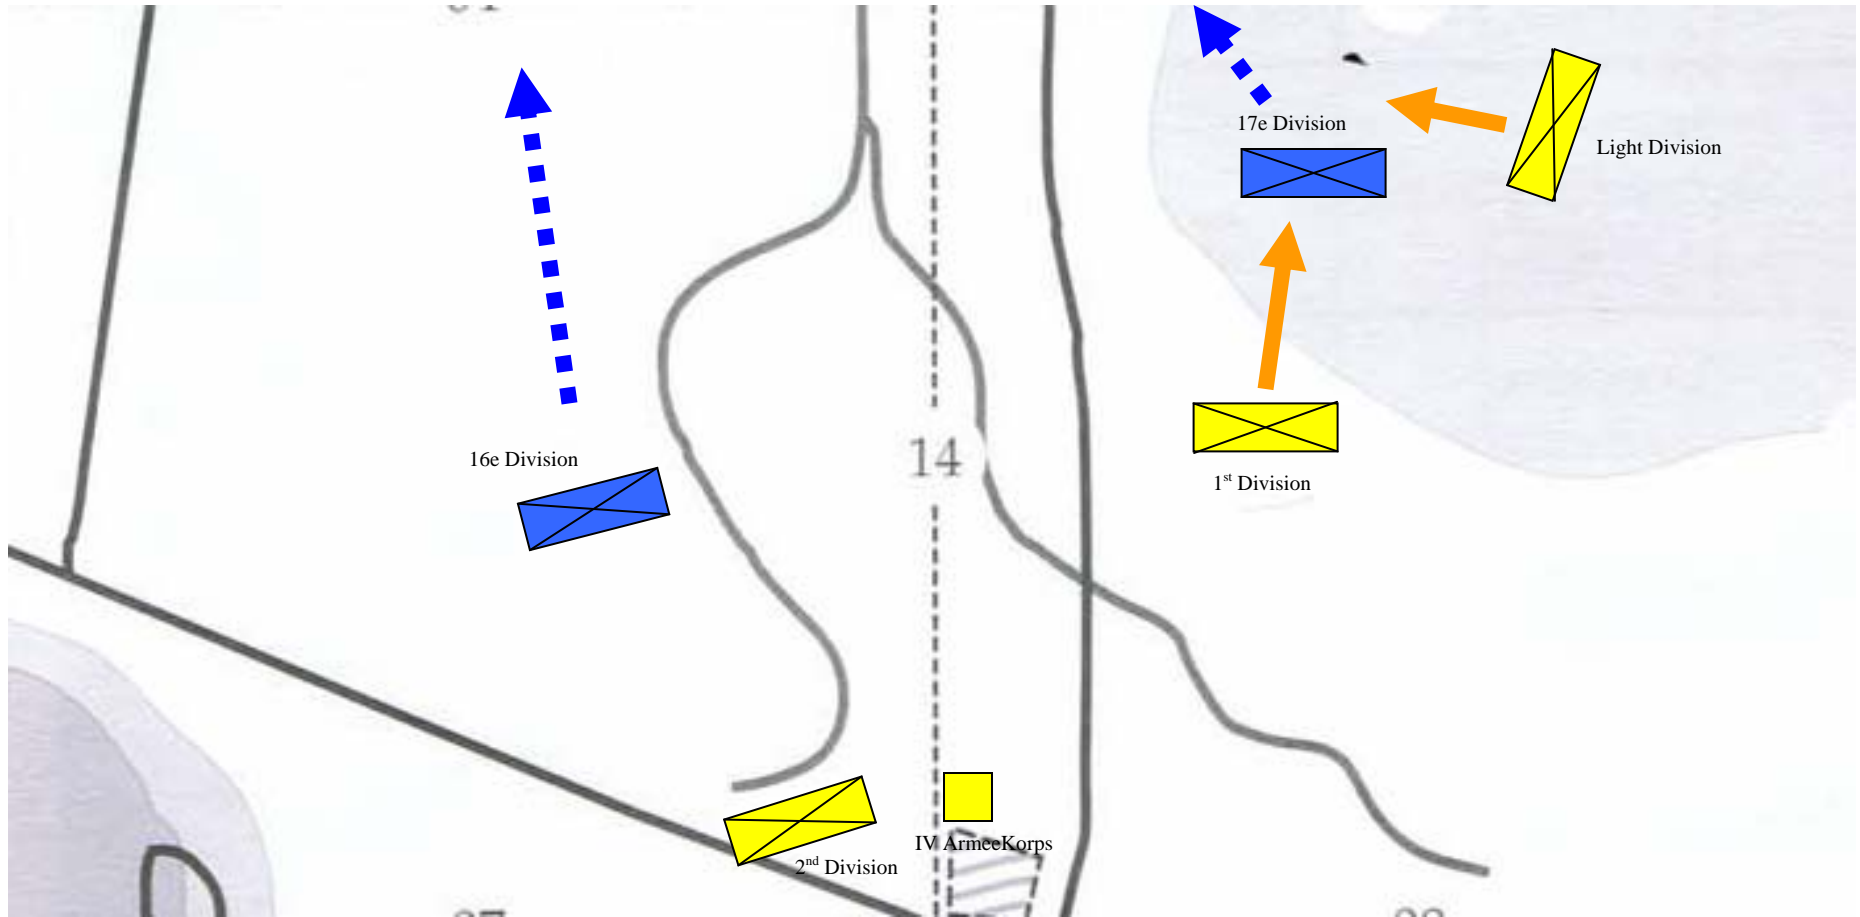 17e Division
Light Division
16e Division
14
1st Division
IV ArmeeKorps
2nd Division